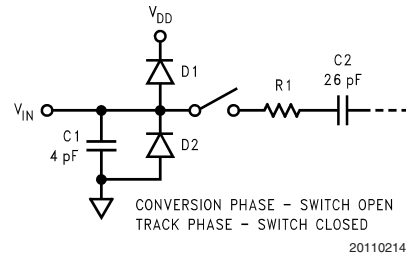 VDD
D1
C2
26 pF
R1
VIN
C1
4 pF
D2
CONVERSION PHASE – SWITCH OPEN
TRACK PHASE – SWITCH CLOSED
20110214